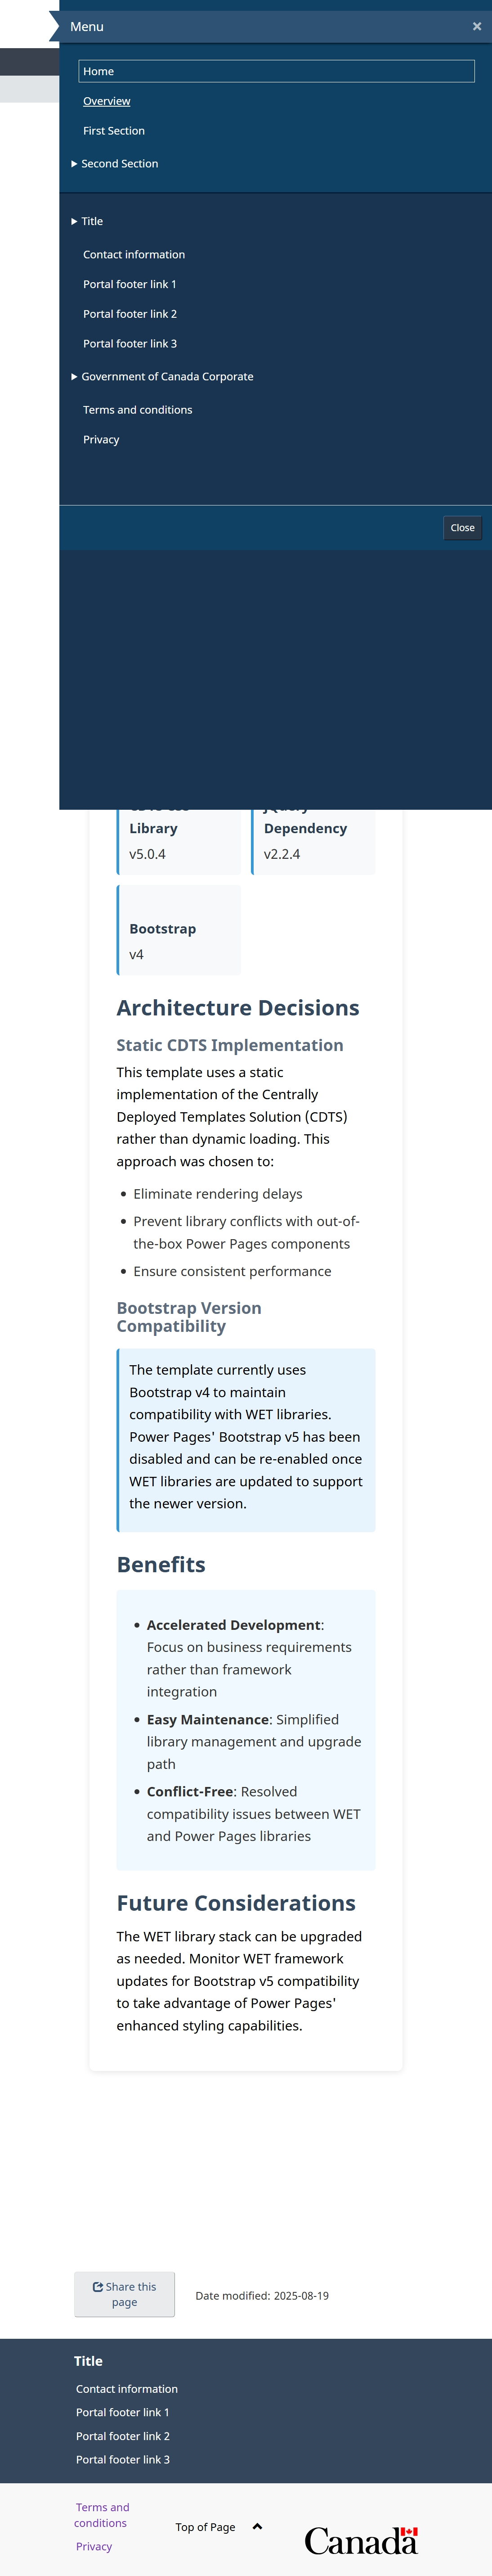 Menu
×
Home
Overview
First Section
Second Section
Title
Contact information
Portal footer link 1
Portal footer link 2
Portal footer link 3
Government of Canada Corporate
Terms and conditions
Privacy
Close
Library
v5.0.4
Dependency
v2.2.4
Bootstrap
v4
Architecture Decisions
Static CDTS Implementation
This template uses a static
implementation of the Centrally
Deployed Templates Solution (CDTS)
rather than dynamic loading. This
approach was chosen to:
Eliminate rendering delays
Prevent library conflicts with out-of-
the-box Power Pages components
Ensure consistent performance
Bootstrap Version
Compatibility
The template currently uses
Bootstrap v4 to maintain
compatibility with WET libraries.
Power Pages' Bootstrap v5 has been
disabled and can be re-enabled once
WET libraries are updated to support
the newer version.
Benefits
Accelerated Development:
Focus on business requirements
rather than framework
integration
Easy Maintenance: Simplified
library management and upgrade
path
Conflict-Free: Resolved
compatibility issues between WET
and Power Pages libraries
Future Considerations
The WET library stack can be upgraded
as needed. Monitor WET framework
updates for Bootstrap v5 compatibility
to take advantage of Power Pages'
enhanced styling capabilities.
Share this
page
Date modified: 2025-08-19
Title
Contact information
Portal footer link 1
Portal footer link 2
Portal footer link 3
Terms and
conditions
Privacy
Top of Page
Canada